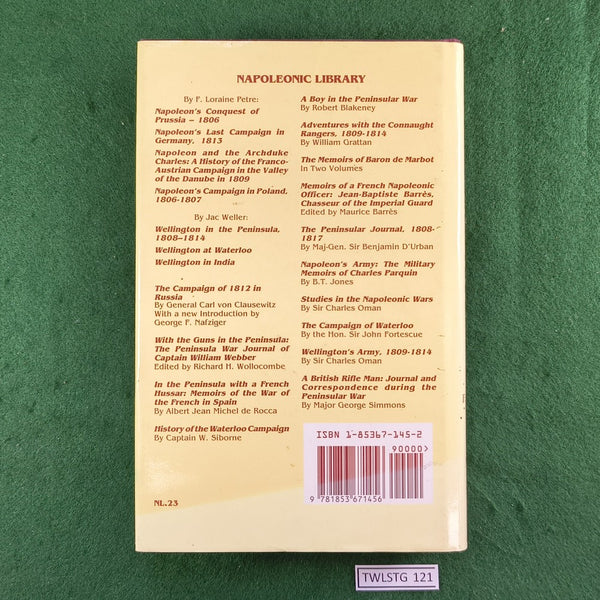 NAPOLEONIC LIBRARY
By F. Loraine Petre:
Napoleon's Conquest of
Prussia – 1806
Napoleon's Last Campaign in
Germany, 1813
Napoleon and the Archduke
Charles: A History of the Franco-
Austrian Campaign in the Valley
of the Danube in 1809
Napoleon's Campaign in Poland,
1806-1807
By Jac Weller:
Wellington in the Peninsula,
1808–1814
Wellington at Waterloo
Wellington in India
The Campaign of 1812 in
Russia
By General Carl von Clausewitz
With a new Introduction by
George F. Nafziger
With the Guns in the Peninsula:
The Peninsula War Journal of
Captain William Webber
Edited by Richard H. Wollocombe
In the Peninsula with a French
Hussar: Memoirs of the War of
the French in Spain
By Albert Jean Michel de Rocca
History of the Waterloo Campaign
By Captain W. Siborne
A Boy in the Peninsular War
By Robert Blakeney
Adventures with the Connaught
Rangers, 1809-1814
By William Grattan
The Memoirs of Baron de Marbot
In Two Volumes
Memoirs of a French Napoleonic
Officer: Jean-Baptiste Barrès,
Chasseur of the Imperial Guard
Edited by Maurice Barrès
The Peninsular Journal, 1808-
1817
By Maj-Gen. Sir Benjamin D'Urban
Napoleon's Army: The Military
Memoirs of Charles Parquin
By B.T. Jones
Studies in the Napoleonic Wars
By Sir Charles Oman
The Campaign of Waterloo
By the Hon. Sir John Fortescue
Wellington's Army, 1809-1814
By Sir Charles Oman
A British Rifle Man: Journal and
Correspondence during the
Peninsular War
By Major George Simmons
ISBN 1-85367-145-2
90000>
9 781853 671456
NL.23
TWLSTG 121